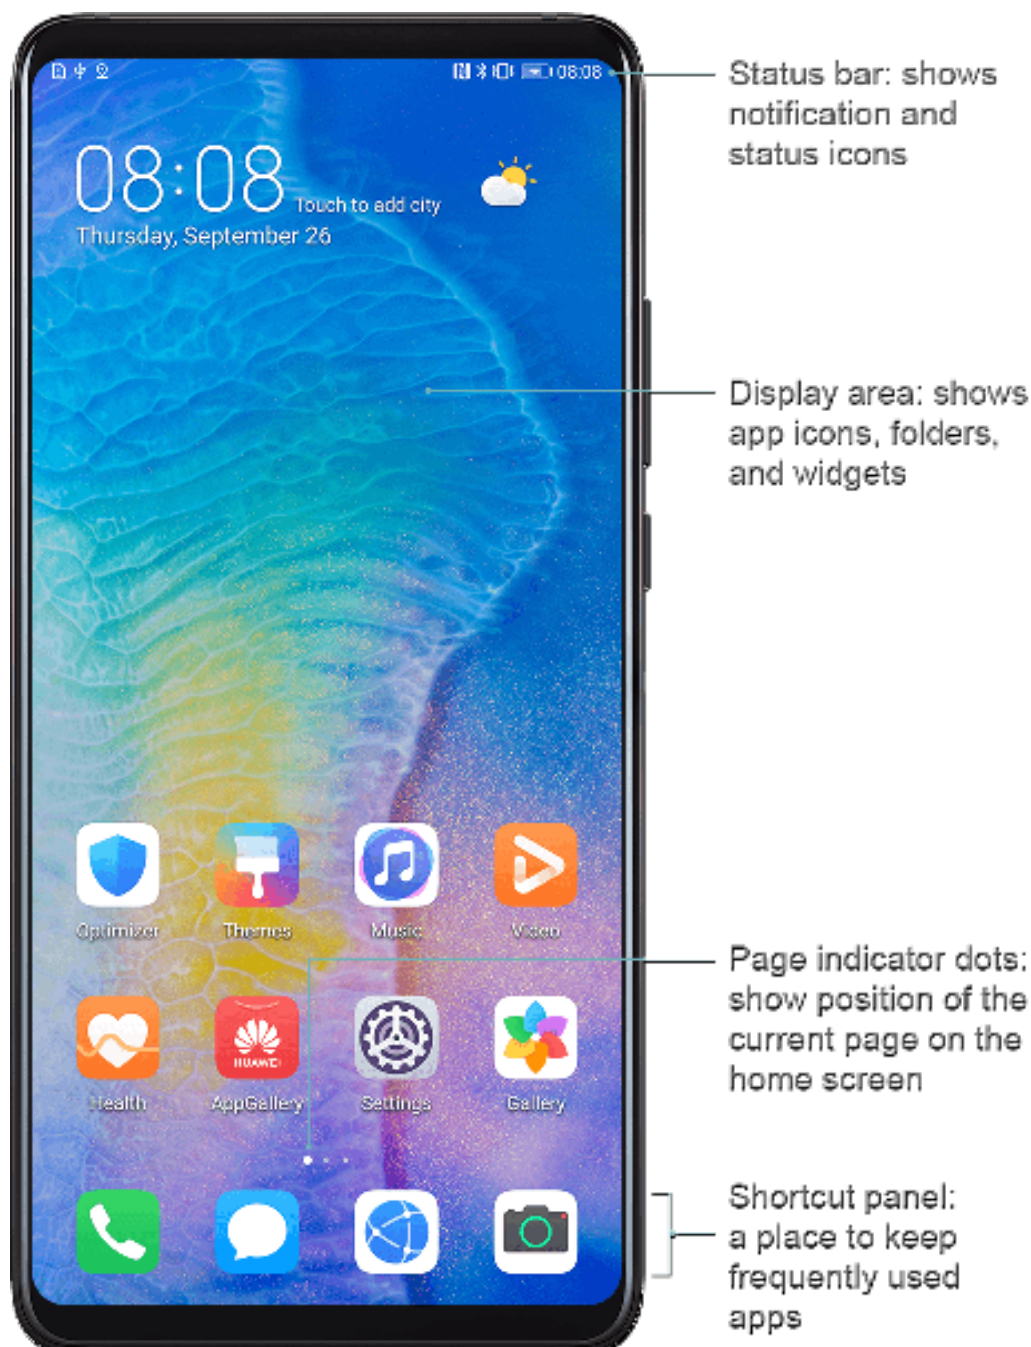 08:08
08:08 Touch to add city
Thursday, September 26
Status bar: shows
notification and
status icons
Display area: shows
app icons, folders,
and widgets
Optimizer Themes Music Video
Page indicator dots:
show position of the
current page on the
home screen
HUAWEI
Health AppGallery Settings Gallery
Shortcut panel:
a place to keep
frequently used
apps